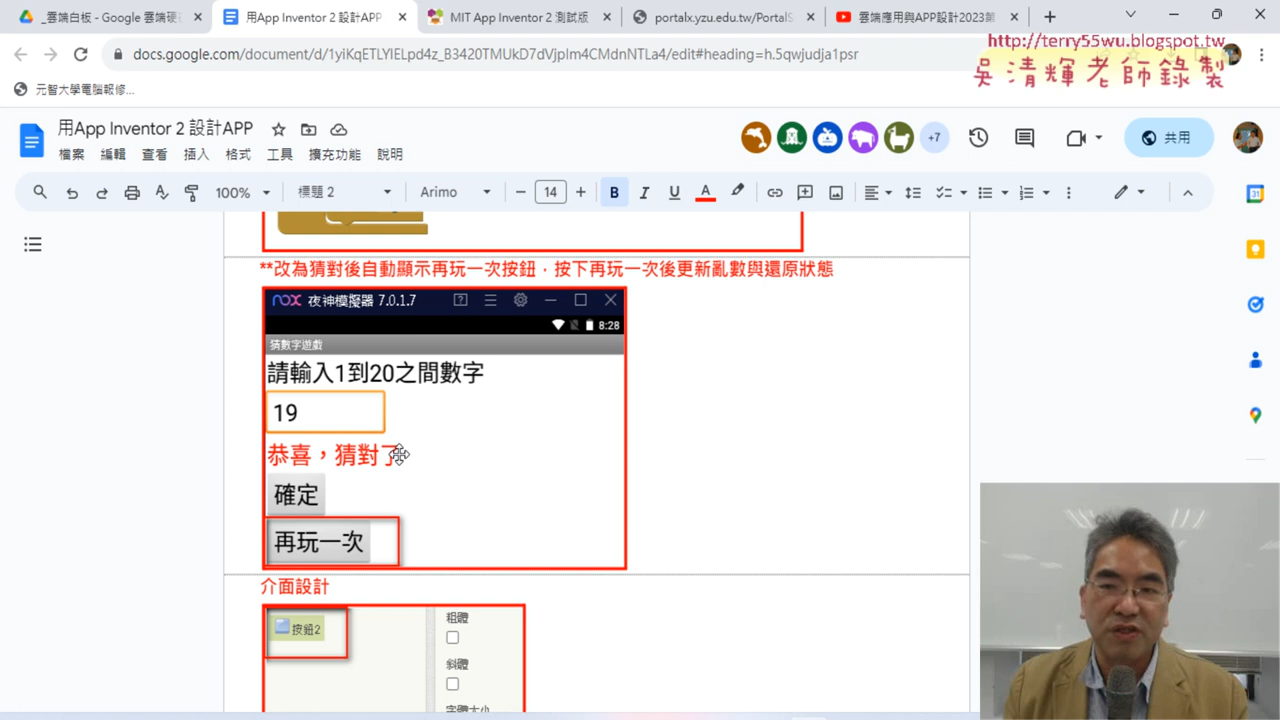 _雲端白板 - Google 雲端硬
用App Inventor 2 設計APP
MIT App Inventor 2 測試版
portalx.yzu.edu.tw/PortalS
雲端應用與APP設計2023第
docs.google.com/document/d/1yiKqETLYIELpd4z_B3420TMUkD7dVjplm4CMdnNTLa4/edit#heading=h.5qwjudja1psr
http://terry55wu.blogspot.tw
吳清輝老師錄製
元智大學電腦報修...
用App Inventor 2 設計APP
+7
共用
檔案 編輯 查看 插入 格式 工具 擴充功能 說明
100% 標題 2 Arimo 14 B I U A
**改為猜對後自動顯示再玩一次按鈕，按下再玩一次後更新亂數與還原狀態
nox 夜神模擬器 7.0.1.7
8:28
猜數字遊戲
請輸入1到20之間數字
19
恭喜，猜對了
確定
再玩一次
介面設計
按鈕2
粗體
斜體
字體大小